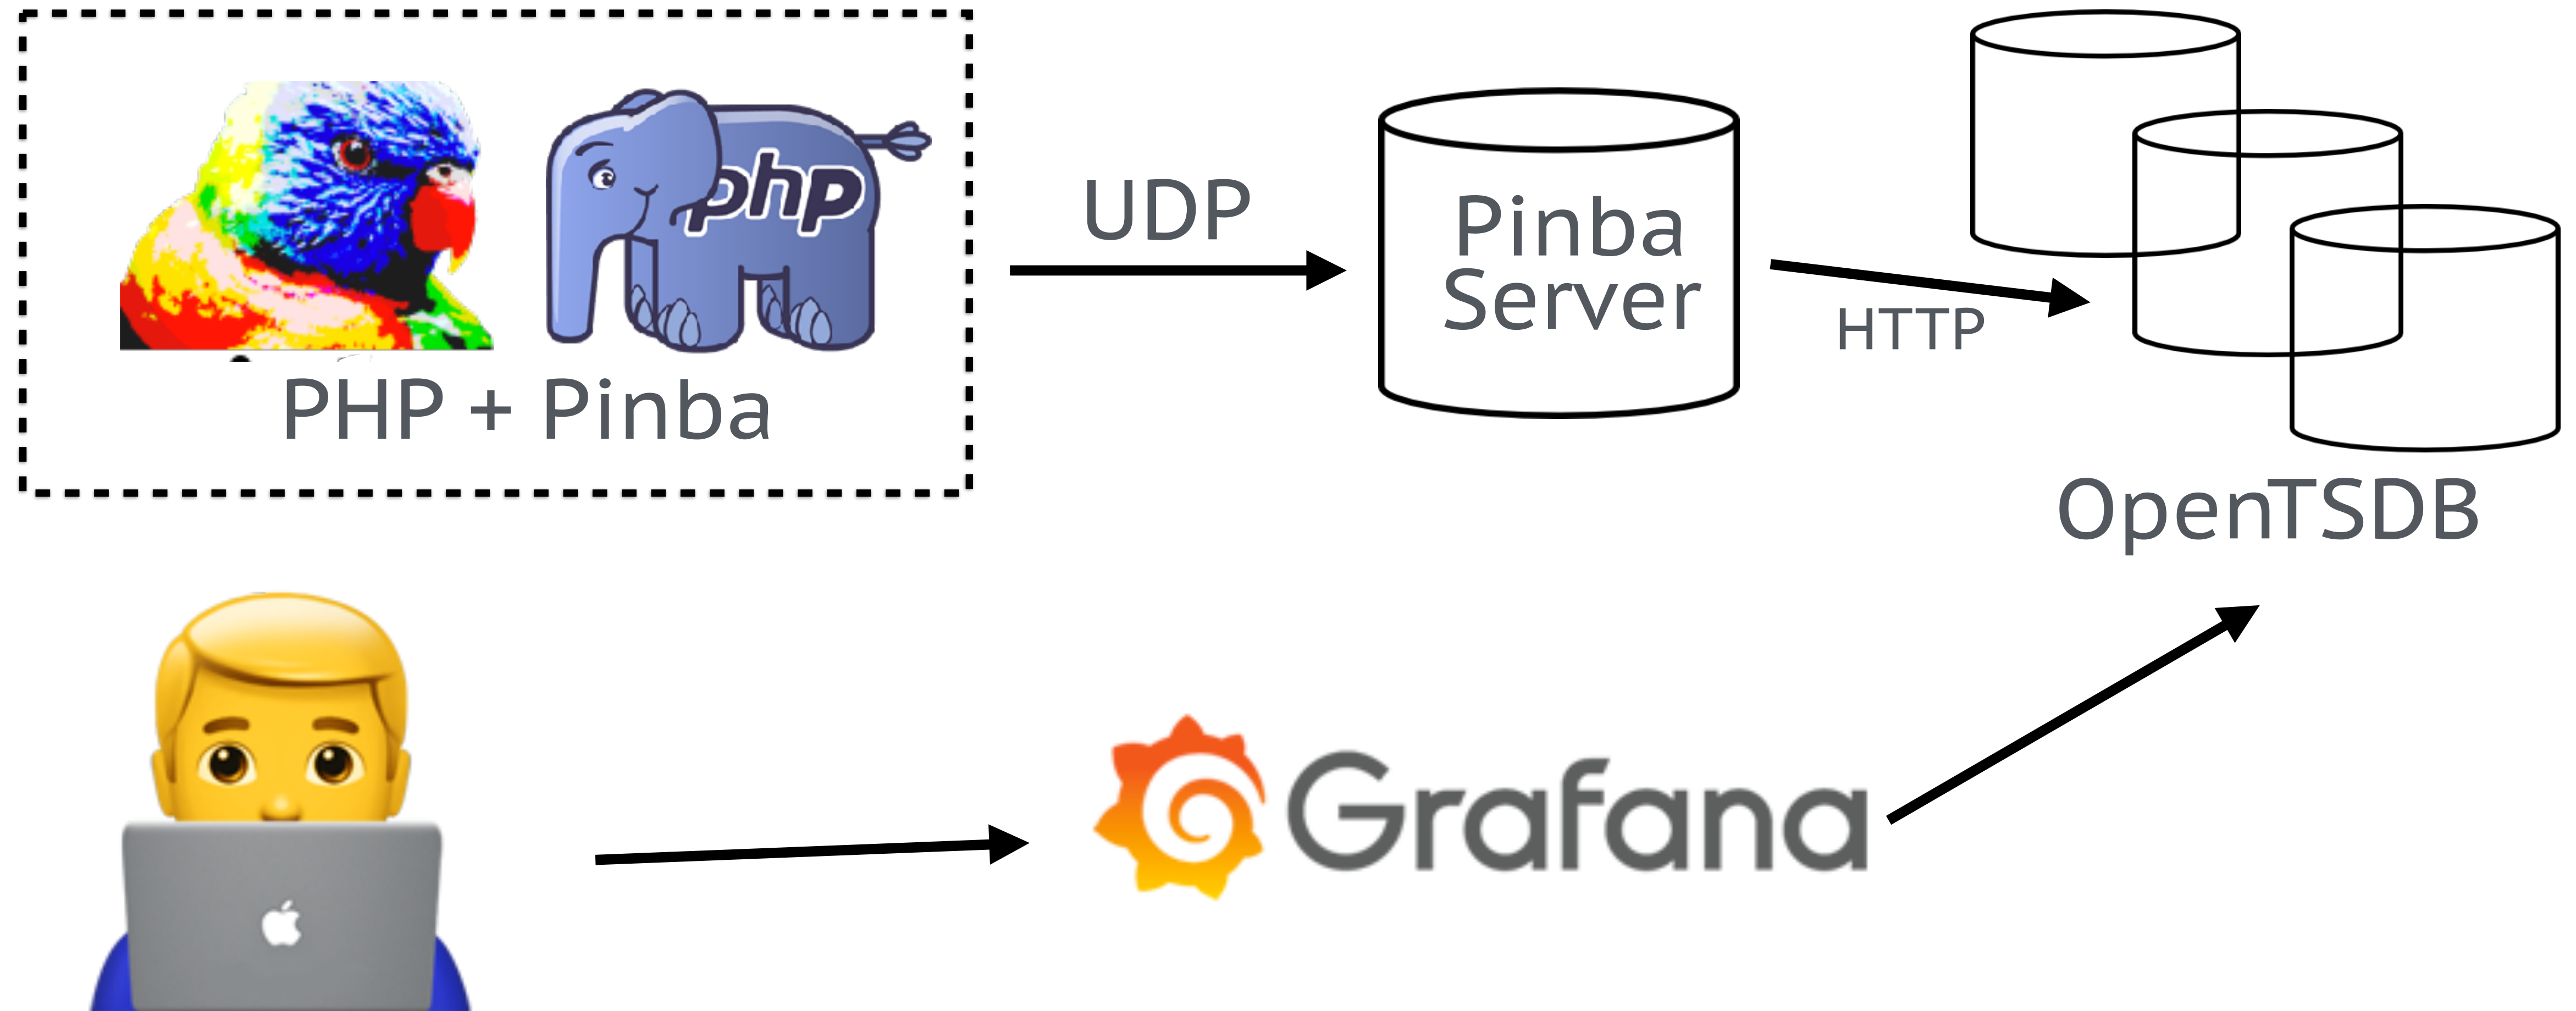 php
PHP + Pinba
UDP
Pinba
Server
HTTP
OpenTSDB
Grafana